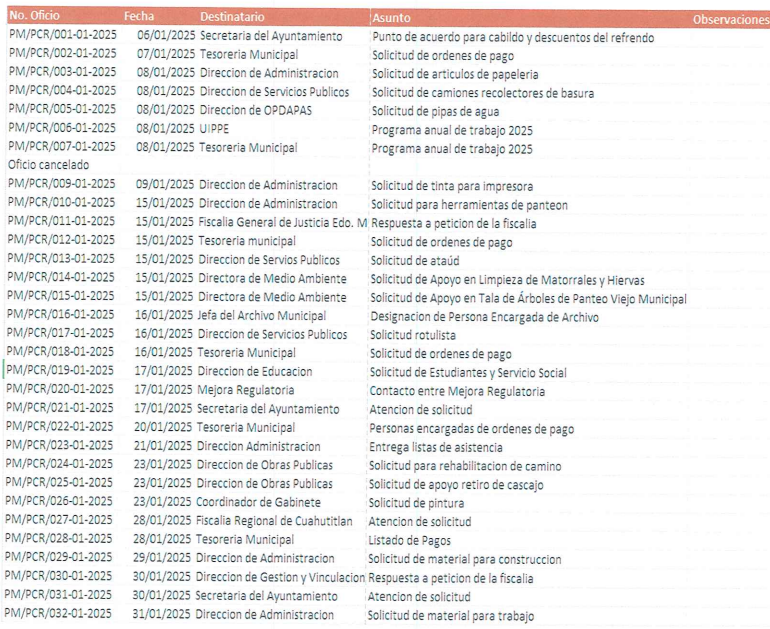 No. Oficio Fecha Destinatario Asunto Observaciones
PM/PCR/001-01-2025 06/01/2025 Secretaria del Ayuntamiento Punto de acuerdo para cabildo y descuentos del refrendo
PM/PCR/002-01-2025 07/01/2025 Tesoreria Municipal Solicitud de ordenes de pago
PM/PCR/003-01-2025 08/01/2025 Direccion de Administracion Solicitud de articulos de papeleria
PM/PCR/004-01-2025 08/01/2025 Direccion de Servicios Publicos Solicitud de camiones recolectores de basura
PM/PCR/005-01-2025 08/01/2025 Direccion de OPDAPAS Solicitud de pipas de agua
PM/PCR/006-01-2025 08/01/2025 UIPPE Programa anual de trabajo 2025
PM/PCR/007-01-2025 08/01/2025 Tesoreria Municipal Programa anual de trabajo 2025
Oficio cancelado
PM/PCR/009-01-2025 09/01/2025 Direccion de Administracion Solicitud de tinta para impresora
PM/PCR/010-01-2025 15/01/2025 Direccion de Administracion Solicitud para herramientas de panteon
PM/PCR/011-01-2025 15/01/2025 Fiscalia General de Justicia Edo. M Respuesta a peticion de la fiscalia
PM/PCR/012-01-2025 15/01/2025 Tesoreria municipal Solicitud de ordenes de pago
PM/PCR/013-01-2025 15/01/2025 Direccion de Servios Publicos Solicitud de ataúd
PM/PCR/014-01-2025 15/01/2025 Directora de Medio Ambiente Solicitud de Apoyo en Limpieza de Matorrales y Hiervas
PM/PCR/015-01-2025 15/01/2025 Directora de Medio Ambiente Solicitud de Apoyo en Tala de Árboles de Panteo Viejo Municipal
PM/PCR/016-01-2025 16/01/2025 Jefa del Archivo Municipal Designacion de Persona Encargada de Archivo
PM/PCR/017-01-2025 16/01/2025 Direccion de Servicios Publicos Solicitud rotulista
PM/PCR/018-01-2025 16/01/2025 Tesoreria Municipal Solicitud de ordenes de pago
PM/PCR/019-01-2025 17/01/2025 Direccion de Educacion Solicitud de Estudiantes y Servicio Social
PM/PCR/020-01-2025 17/01/2025 Mejora Regulatoria Contacto entre Mejora Regulatoria
PM/PCR/021-01-2025 17/01/2025 Secretaria del Ayuntamiento Atencion de solicitud
PM/PCR/022-01-2025 20/01/2025 Tesoreria Municipal Personas encargadas de ordenes de pago
PM/PCR/023-01-2025 21/01/2025 Direccion Administracion Entrega listas de asistencia
PM/PCR/024-01-2025 23/01/2025 Direccion de Obras Publicas Solicitud para rehabilitacion de camino
PM/PCR/025-01-2025 23/01/2025 Direccion de Obras Publicas Solicitud de apoyo retiro de cascajo
PM/PCR/026-01-2025 23/01/2025 Coordinador de Gabinete Solicitud de pintura
PM/PCR/027-01-2025 28/01/2025 Fiscalia Regional de Cuahutitlan Atencion de solicitud
PM/PCR/028-01-2025 28/01/2025 Tesoreria Municipal Listado de Pagos
PM/PCR/029-01-2025 29/01/2025 Direccion de Administracion Solicitud de material para construccion
PM/PCR/030-01-2025 30/01/2025 Direccion de Gestion y Vinculacion Respuesta a peticion de la fiscalia
PM/PCR/031-01-2025 30/01/2025 Secretaria del Ayuntamiento Atencion de solicitud
PM/PCR/032-01-2025 31/01/2025 Direccion de Administracion Solicitud de material para trabajo